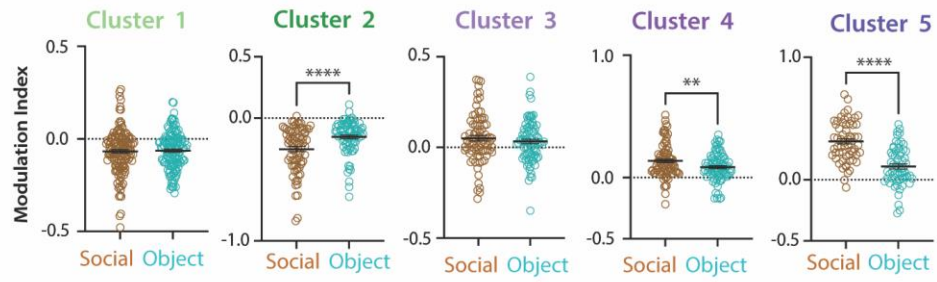 Cluster 1
Cluster 2
Cluster 3
Cluster 4
Cluster 5
Modulation Index
0.5
0.0
-0.5
Social Object
0.5
0.0
-1.0
****
Social Object
0.5
0.0
-0.5
Social Object
1.0
0.0
-0.5
**
Social Object
1.0
0.0
-0.5
****
Social Object